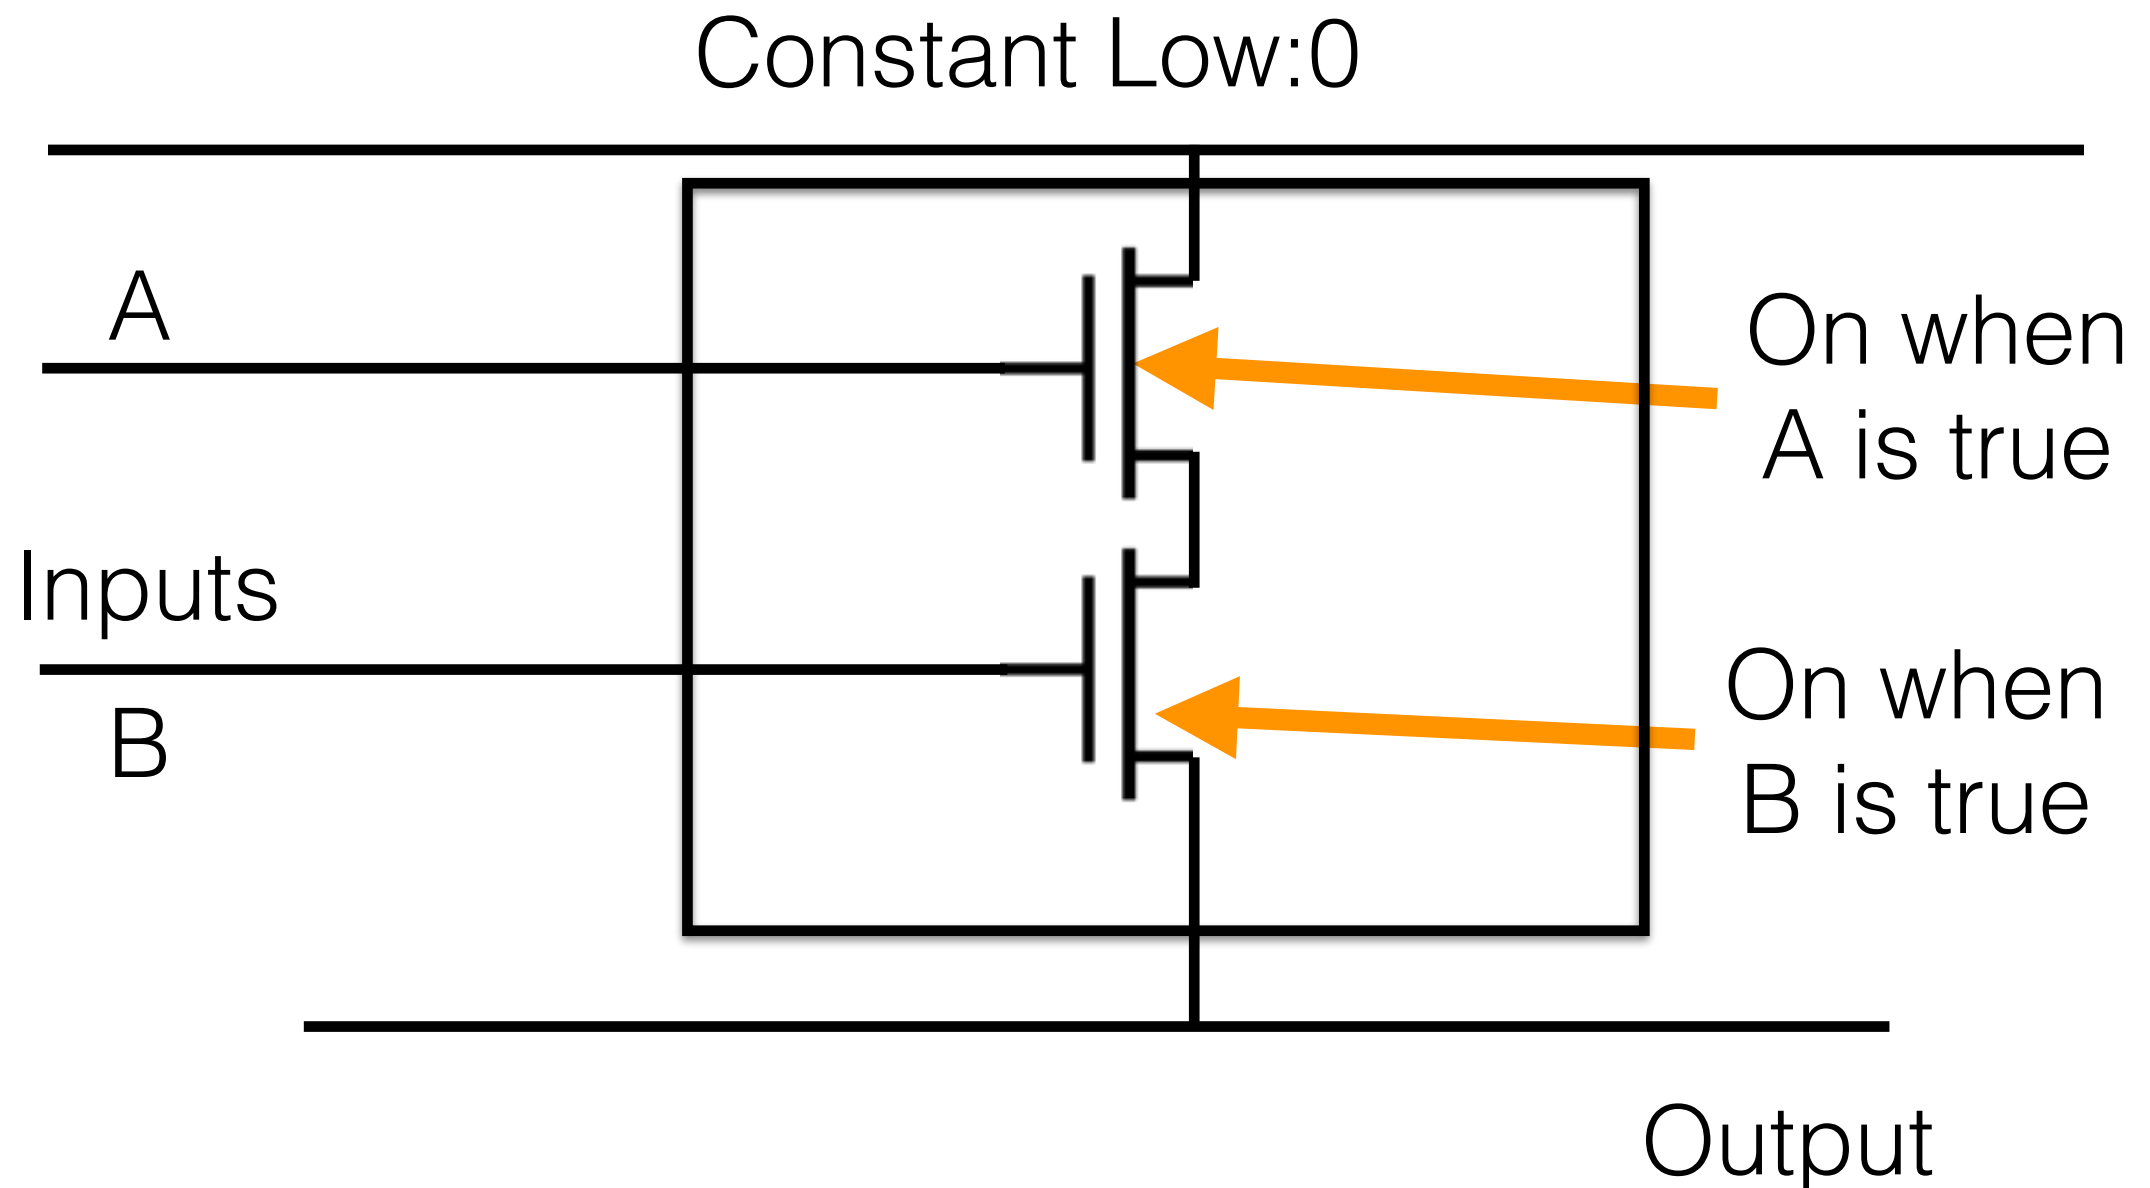 Constant Low:0
A
On when
A is true
Inputs
B
On when
B is true
Output